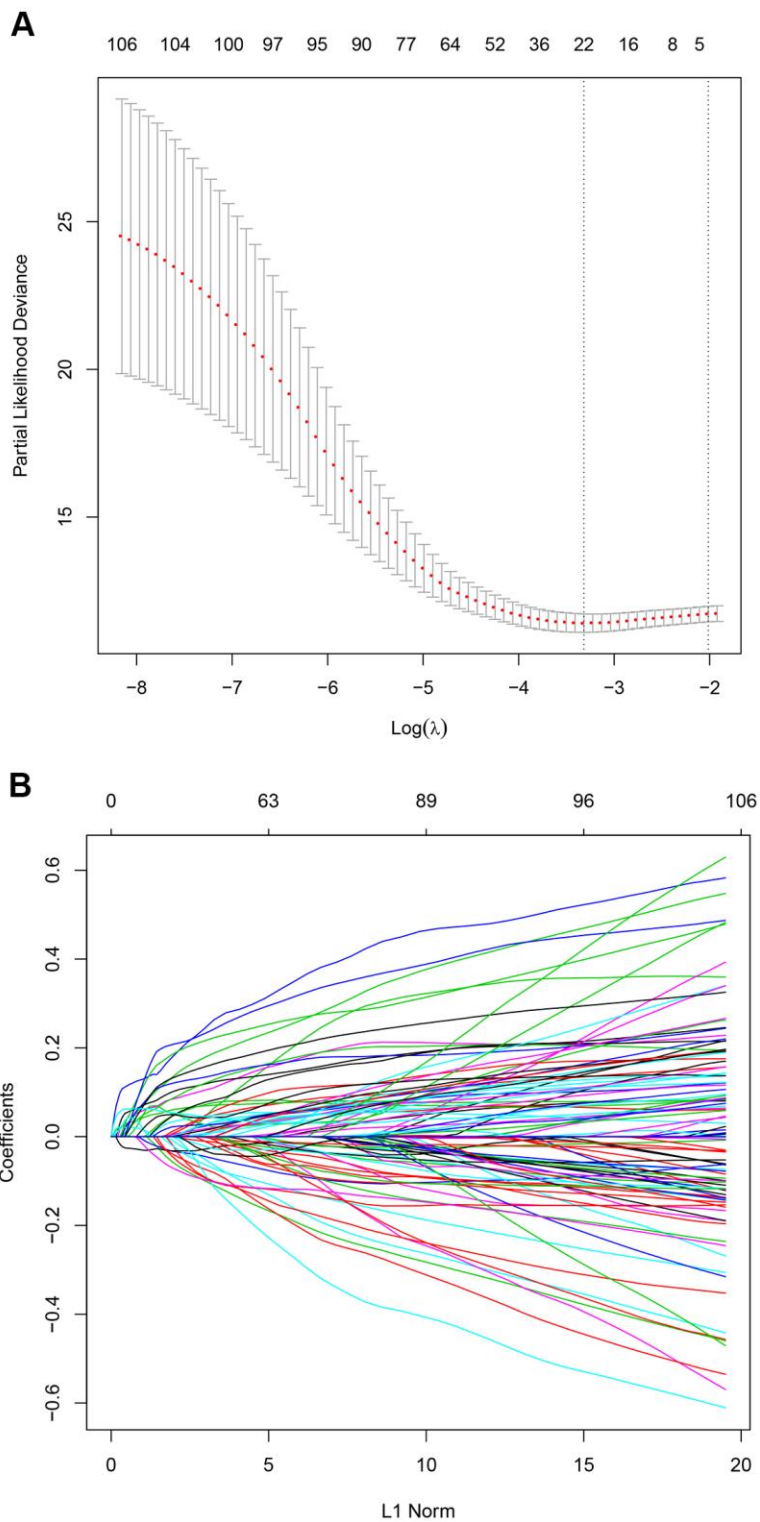 A
106 104 100 97 95 90 77 64 52 36 22 16 8 5
25
20
15
Partial Likelihood Deviance
−8 −7 −6 −5 −4 −3 −2
Log(λ)
B
0 63 89 96 106
0.6
0.4
0.2
0.0
−0.2
−0.4
−0.6
Coefficients
0 5 10 15 20
L1 Norm